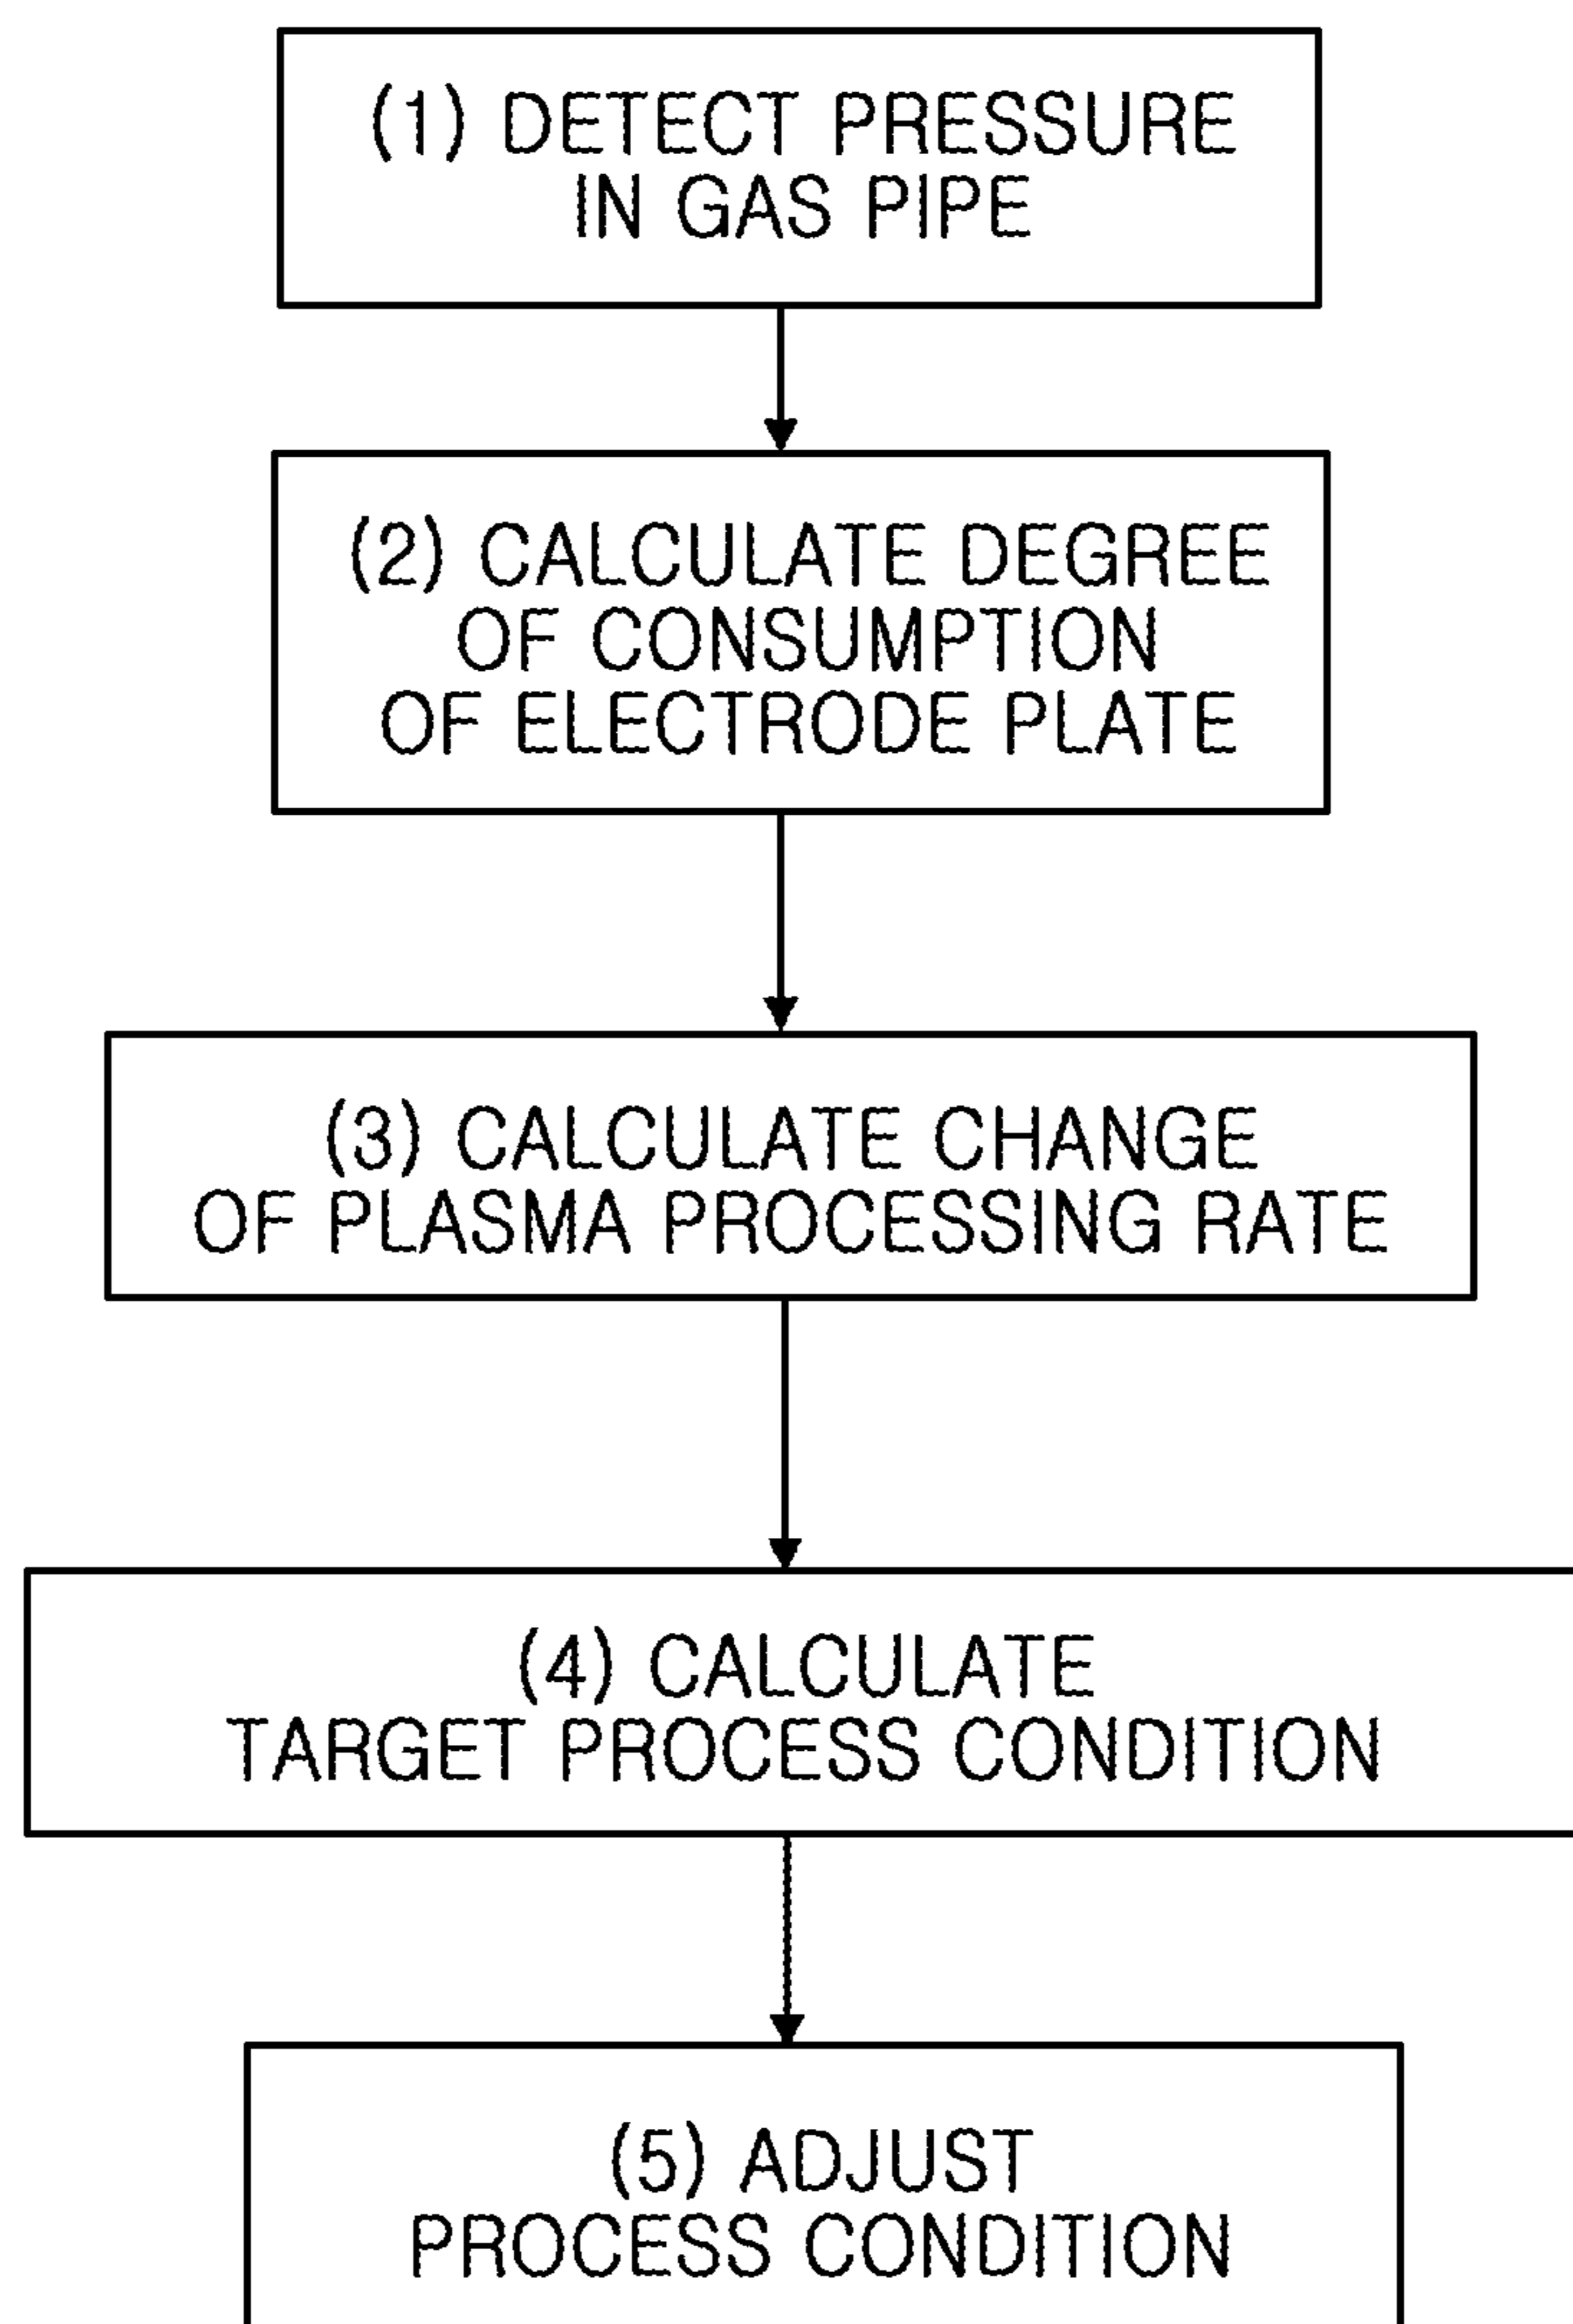 (1) DETECT PRESSURE
IN GAS PIPE
(2) CALCULATE DEGREE
OF CONSUMPTION
OF ELECTRODE PLATE
(3) CALCULATE CHANGE
OF PLASMA PROCESSING RATE
(4) CALCULATE
TARGET PROCESS CONDITION
(5) ADJUST
PROCESS CONDITION